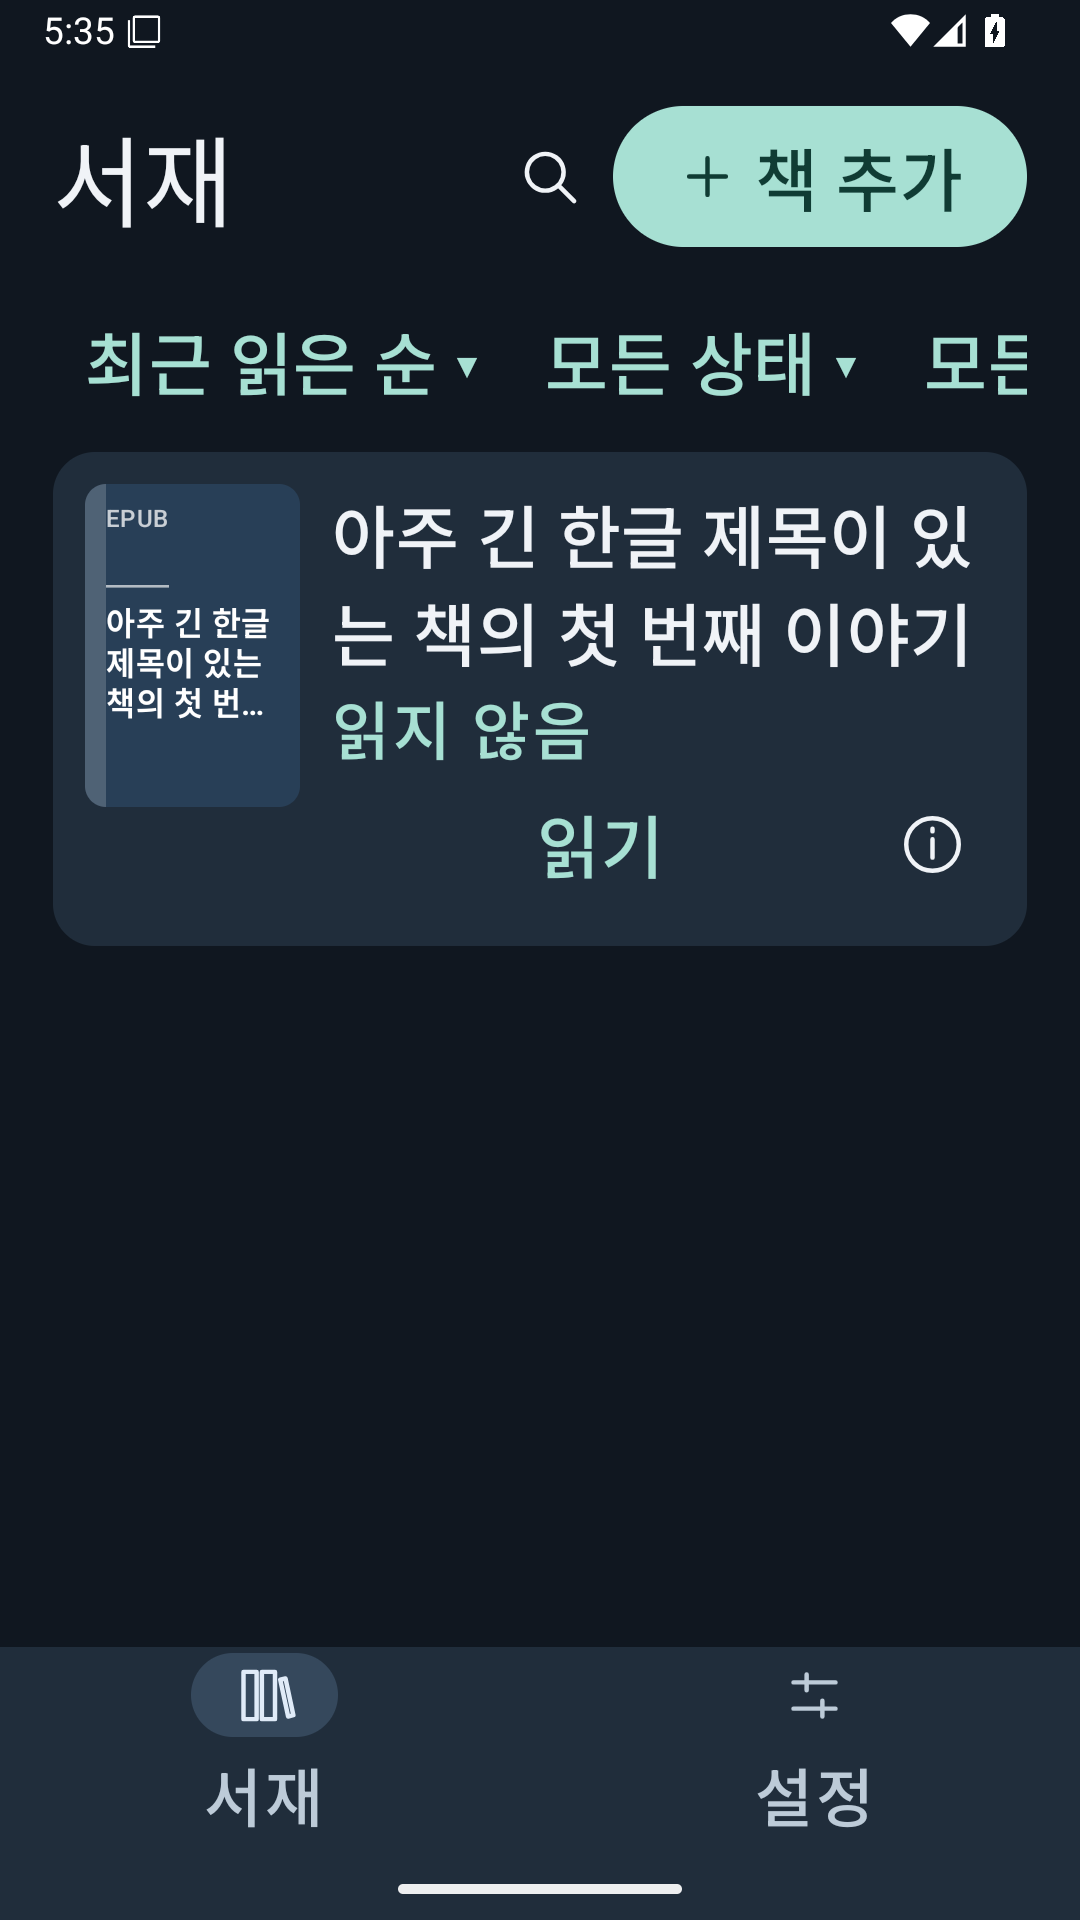 5:35
서재
책 추가
최근 읽은 순 ▾
모든 상태 ▾
모든
EPUB
아주 긴 한글
제목이 있는
책의 첫 번…
아주 긴 한글 제목이 있
는 책의 첫 번째 이야기
읽지 않음
읽기
서재
설정